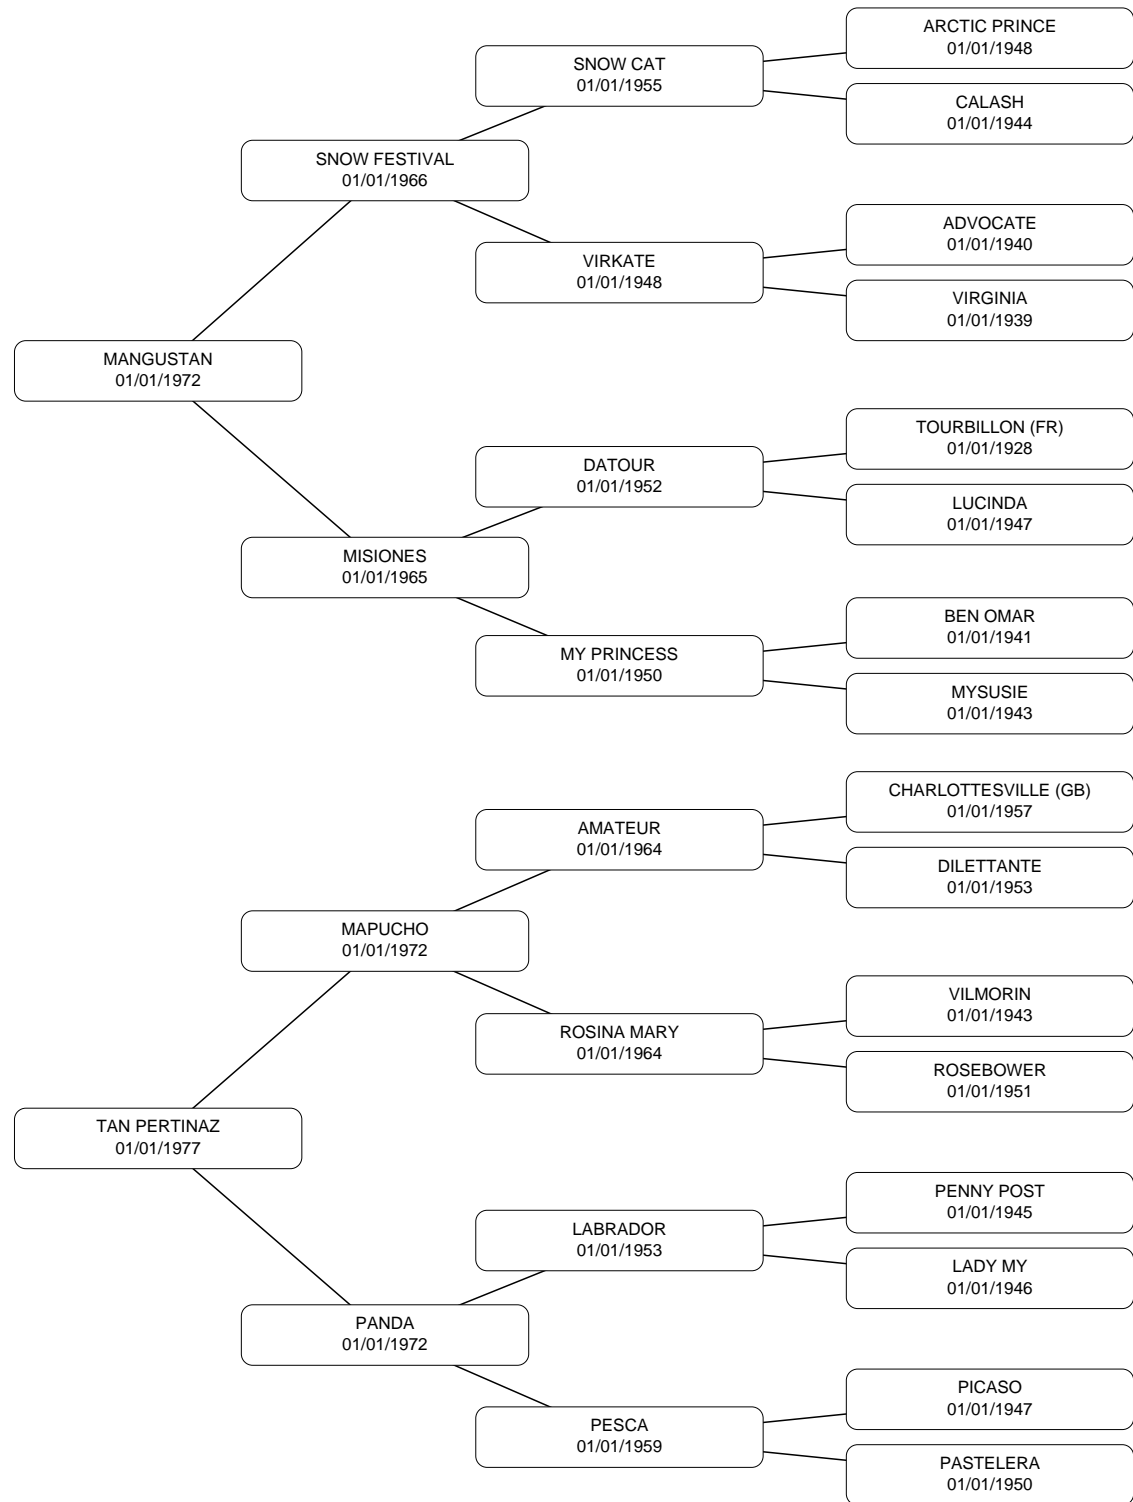 ARCTIC PRINCE
01/01/1948
SNOW CAT
01/01/1955
CALASH
01/01/1944
SNOW FESTIVAL
01/01/1966
ADVOCATE
01/01/1940
VIRKATE
01/01/1948
VIRGINIA
01/01/1939
MANGUSTAN
01/01/1972
TOURBILLON (FR)
01/01/1928
DATOUR
01/01/1952
LUCINDA
01/01/1947
MISIONES
01/01/1965
BEN OMAR
01/01/1941
MY PRINCESS
01/01/1950
MYSUSIE
01/01/1943
CHARLOTTESVILLE (GB)
01/01/1957
AMATEUR
01/01/1964
DILETTANTE
01/01/1953
MAPUCHO
01/01/1972
VILMORIN
01/01/1943
ROSINA MARY
01/01/1964
ROSEBOWER
01/01/1951
TAN PERTINAZ
01/01/1977
PENNY POST
01/01/1945
LABRADOR
01/01/1953
LADY MY
01/01/1946
PANDA
01/01/1972
PICASO
01/01/1947
PESCA
01/01/1959
PASTELERA
01/01/1950